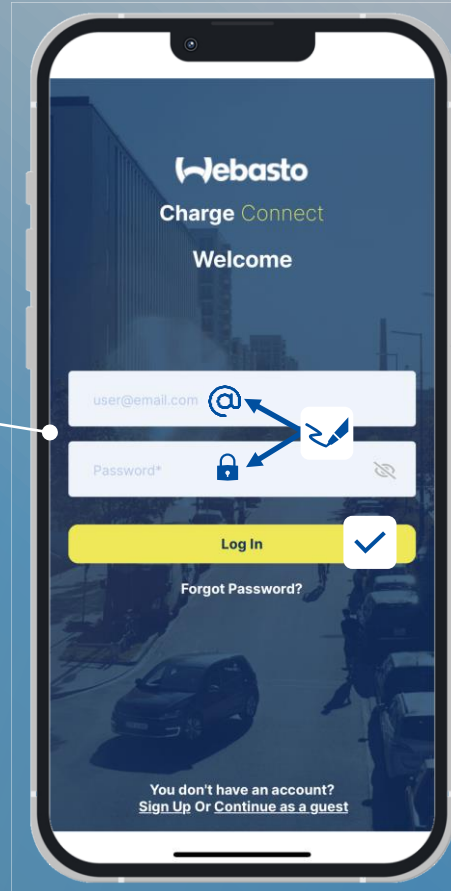 Webasto
Charge Connect
Welcome
user@email.com @
Password*
Log In
Forgot Password?
You don't have an account?
Sign Up Or Continue as a guest